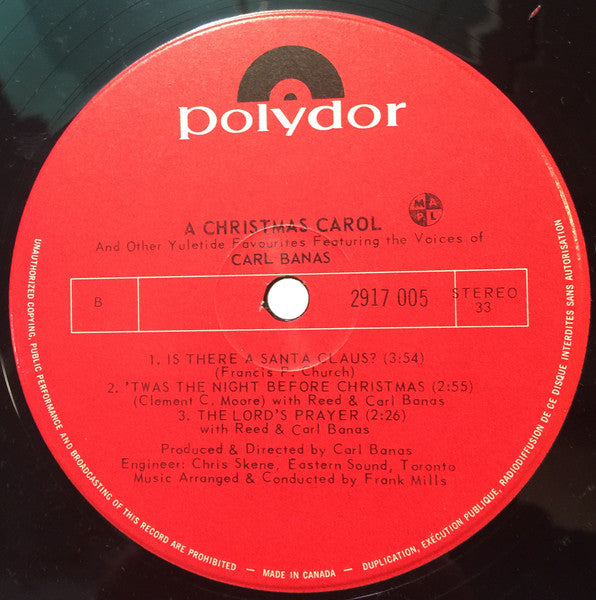 polydor
A CHRISTMAS CAROL
M A
P L
And Other Yuletide Favourites Featuring the Voices of
CARL BANAS
B
2917 005
STEREO
33
1. IS THERE A SANTA CLAUS? (3:54)
(Francis P. Church)
2. 'TWAS THE NIGHT BEFORE CHRISTMAS (2:55)
(Clement C. Moore) with Reed & Carl Banas
3. THE LORD'S PRAYER (2:26)
with Reed & Carl Banas
Produced & Directed by Carl Banas
Engineer: Chris Skene, Eastern Sound, Toronto
Music Arranged & Conducted by Frank Mills
UNAUTHORIZED COPYING, PUBLIC PERFORMANCE AND BROADCASTING OF THIS RECORD ARE PROHIBITED – MADE IN CANADA – DUPLICATION, EXÉCUTION PUBLIQUE, RADIODIFFUSION DE CE DISQUE INTERDITES SANS AUTORISATION